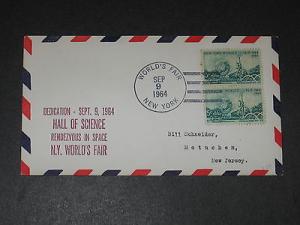 WORLD'S FAIR
SEP
9
1964
NEW YORK
DEDICATION - SEPT. 9, 1964
HALL OF SCIENCE
RENDEZVOUS IN SPACE
N.Y. WORLD'S FAIR
Bill Schneider,
Metuchen,
New Jersey.